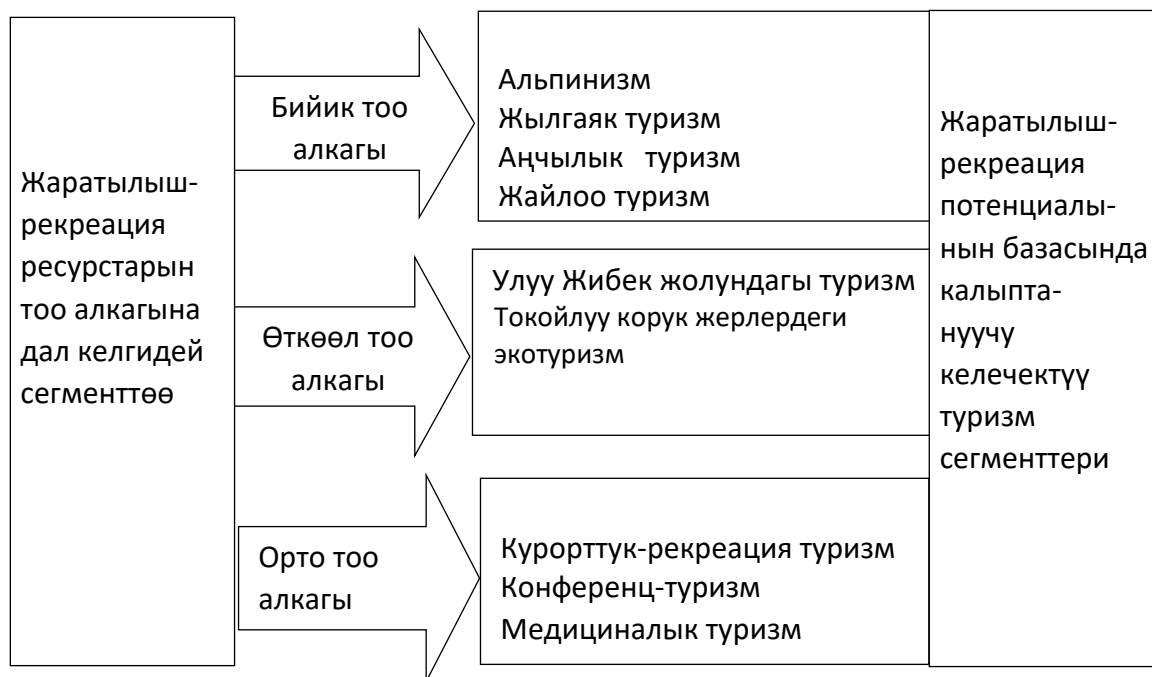 Жаратылыш-
рекреация
ресурстарын
тоо алкагына
дал келгидей
сегменттөө
Бийик тоо
алкагы
Альпинизм
Жылгаяк туризм
Аңчылык туризм
Жайлоо туризм
Өткөөл тоо
алкагы
Улуу Жибек жолундагы туризм
Токойлуу корук жерлердеги
экотуризм
Орто тоо
алкагы
Курорттук-рекреация туризм
Конференц-туризм
Медициналык туризм
Жаратылыш-
рекреация
потенциалы-
нын базасында
калыпта-
нуучу
келечектүү
туризм
сегменттери